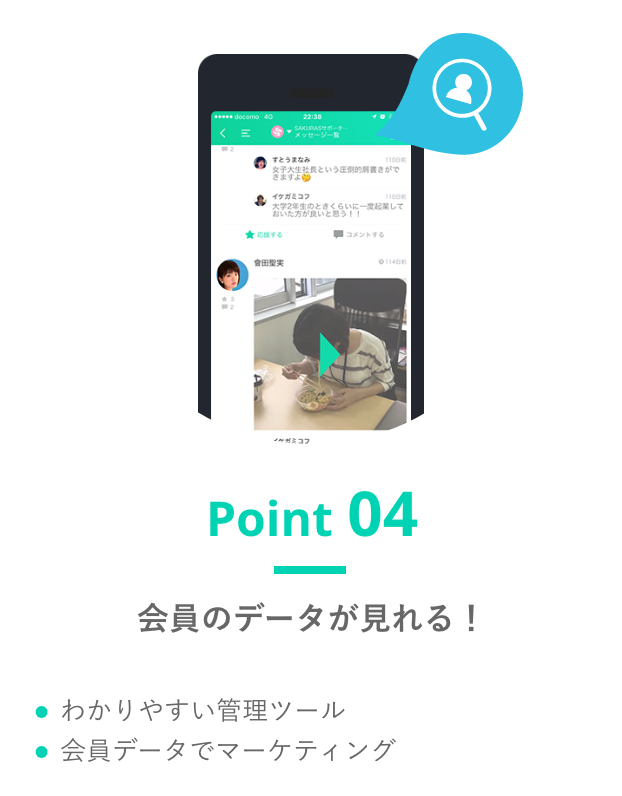 docomo 4G 22:38
SAKURASサポーター...
メッセージ一覧
2
すとうまなみ 110日前
女子大生社長という圧倒的肩書きがで
きますよ🤔
イケガミコフ 110日前
大学2年生のときくらいに一度起業して
おいた方が良いと思う！！
応援する コメントする
會田聖実 114日前
3
2
イケガミコフ
Point 04
会員のデータが見れる！
わかりやすい管理ツール
会員データでマーケティング